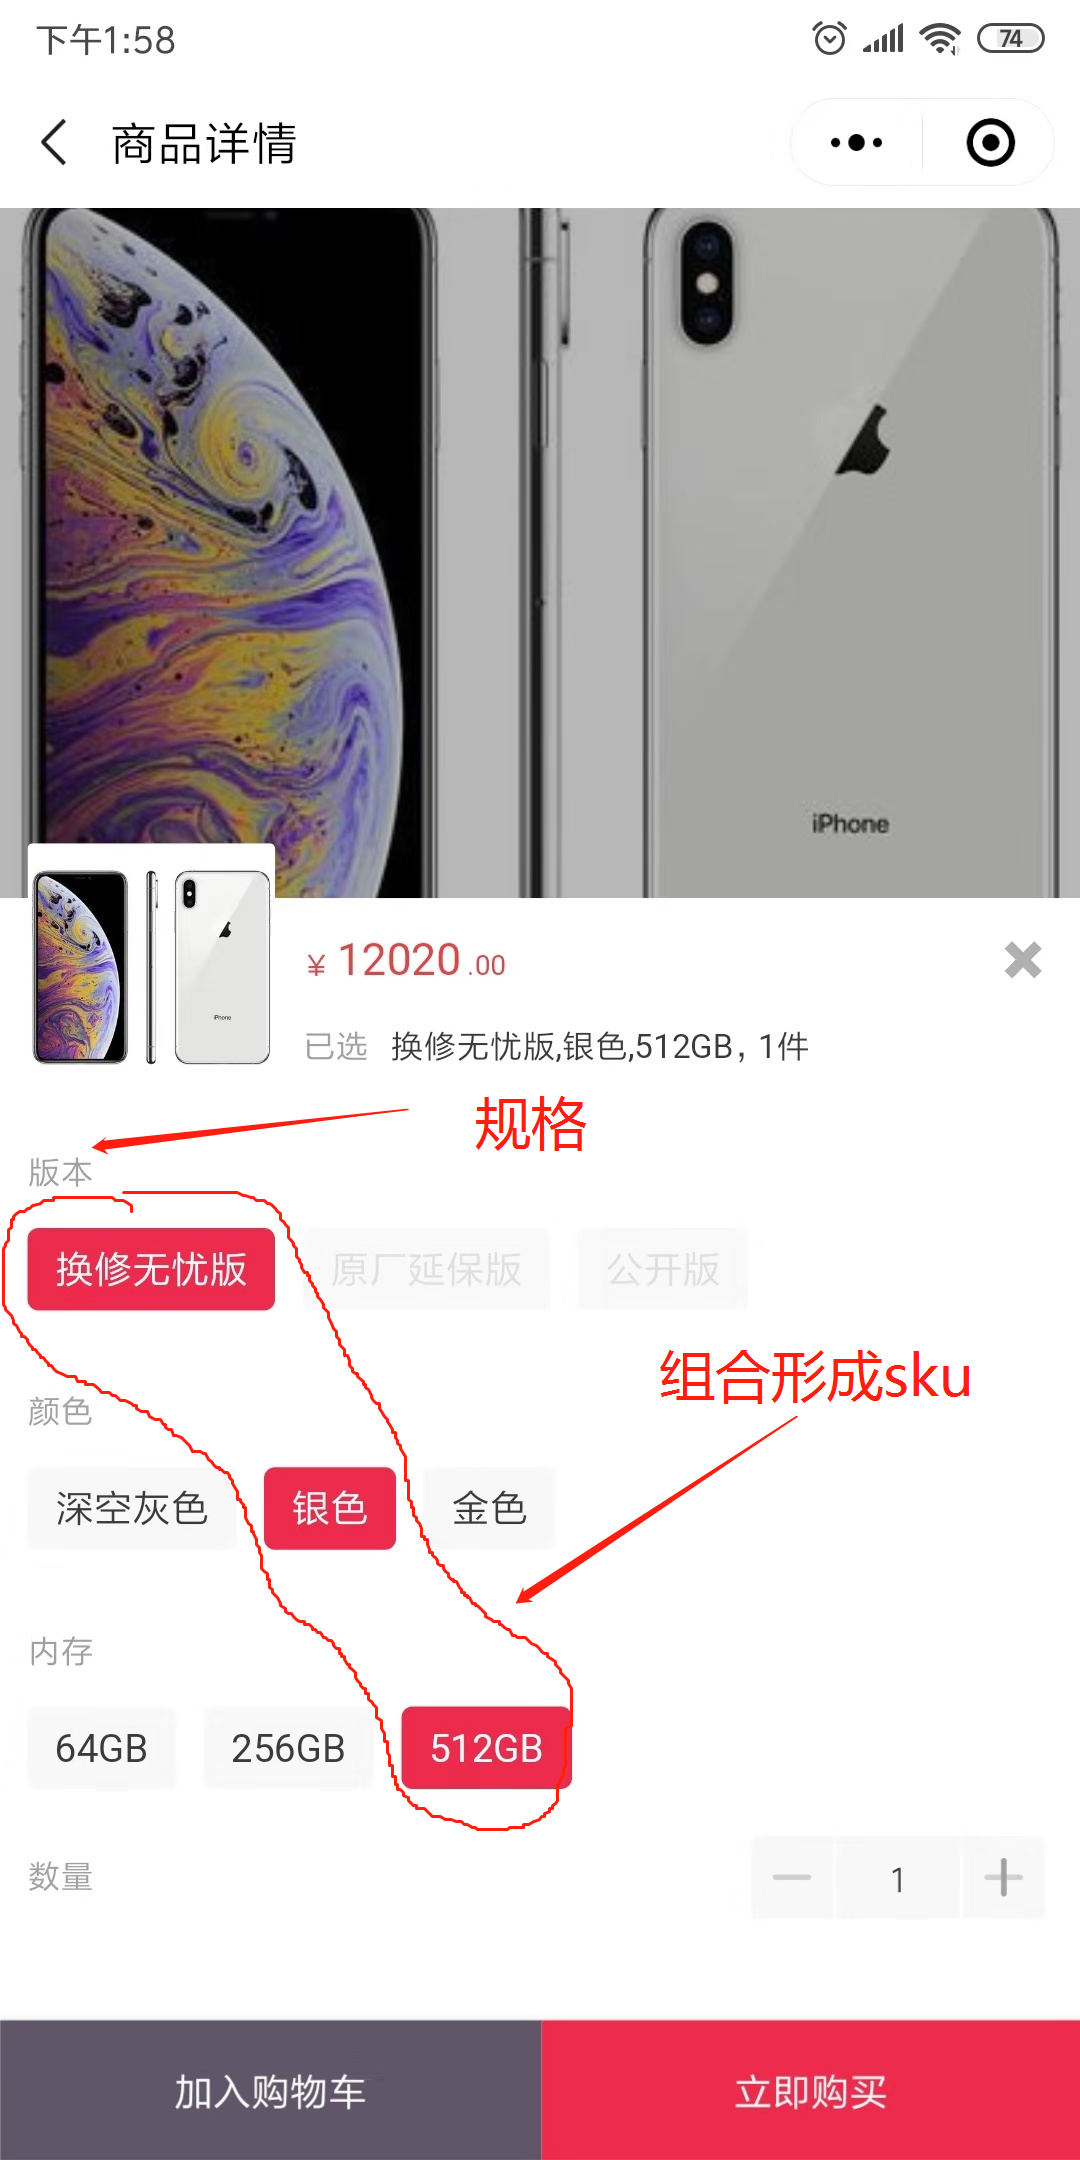 下午1:58
74
商品详情
iPhone
iPhone
¥ 12020.00
已选 换修无忧版,银色,512GB，1件
规格
版本
换修无忧版 原厂延保版 公开版
组合形成sku
颜色
深空灰色 银色 金色
内存
64GB 256GB 512GB
数量
1
加入购物车 立即购买